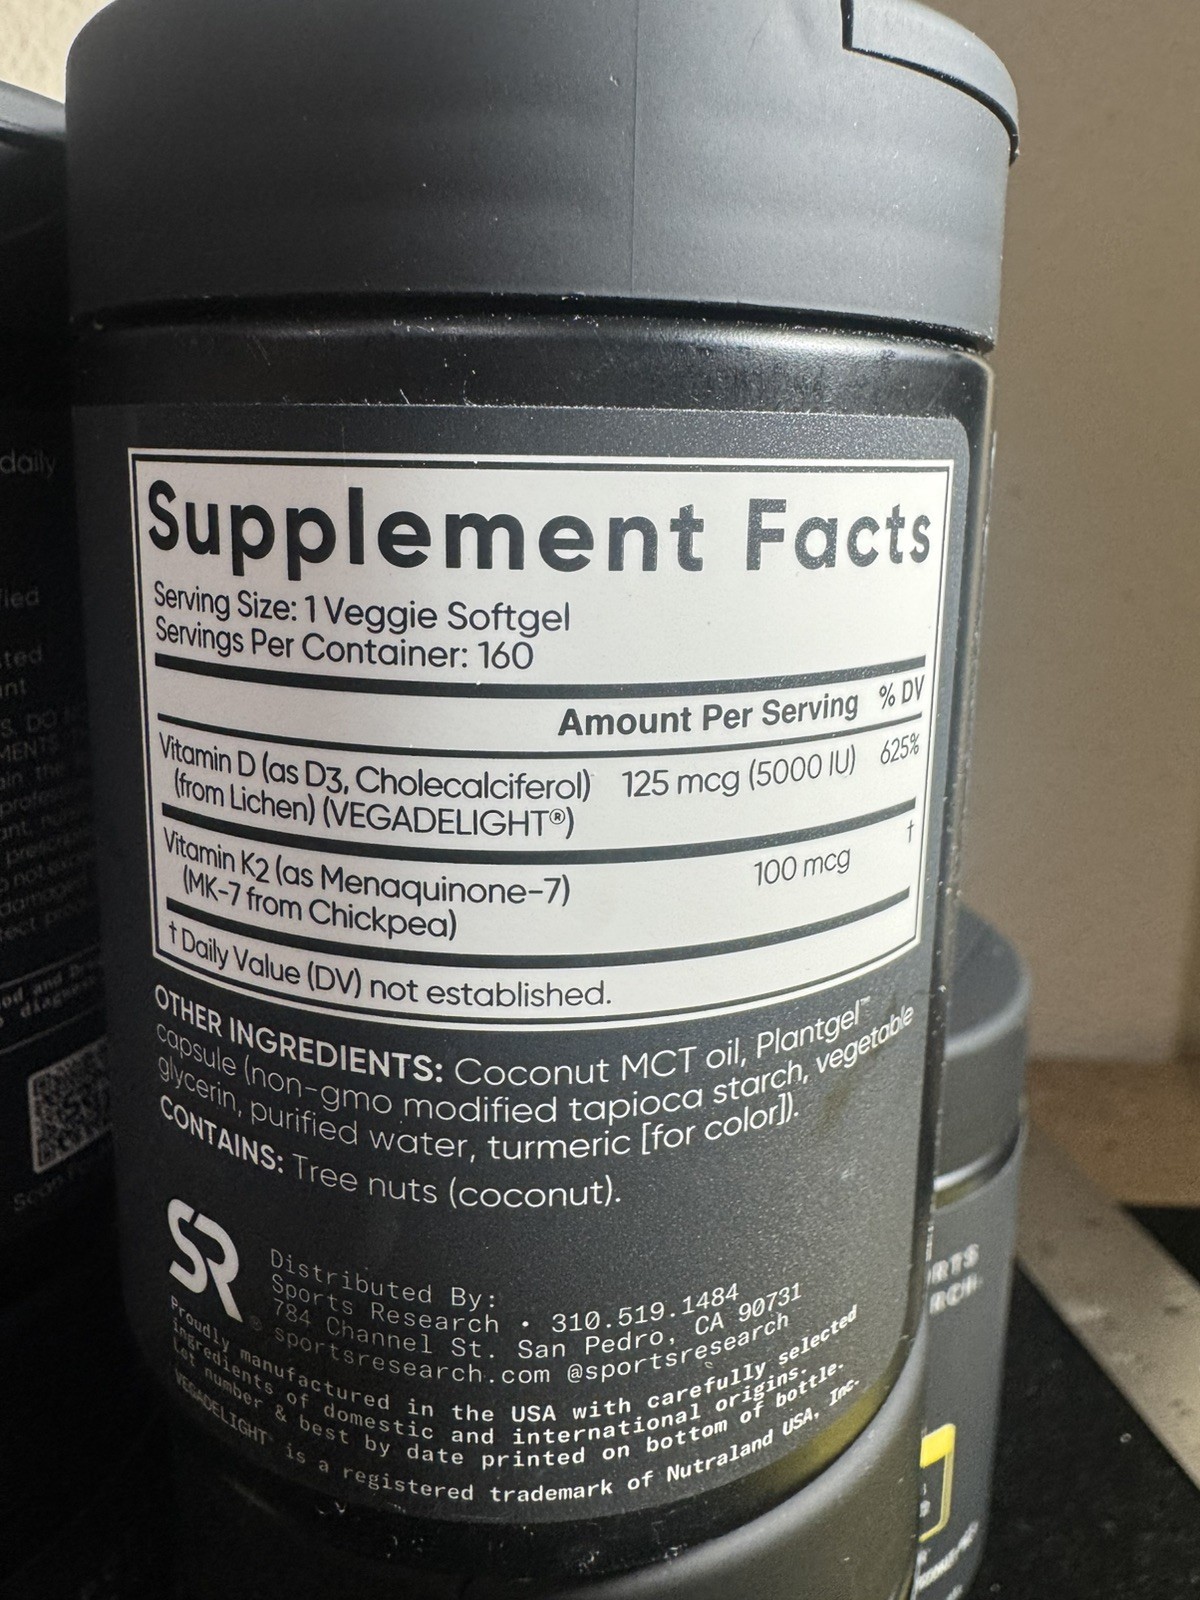 Supplement Facts
Serving Size: 1 Veggie Softgel
Servings Per Container: 160
Amount Per Serving % DV
Vitamin D (as D3, Cholecalciferol) 125 mcg (5000 IU) 625%
(from Lichen) (VEGADELIGHT®)
Vitamin K2 (as Menaquinone-7) 100 mcg †
(MK-7 from Chickpea)
† Daily Value (DV) not established.
OTHER INGREDIENTS: Coconut MCT oil, Plantgel™
capsule (non-gmo modified tapioca starch, vegetable
glycerin, purified water, turmeric [for color]).
CONTAINS: Tree nuts (coconut).
SR
Distributed By:
Sports Research • 310.519.1484
784 Channel St. San Pedro, CA 90731
® sportsresearch.com @sportsresearch
Proudly manufactured in the USA with carefully selected
ingredients of domestic and international origins.
Lot number & best by date printed on bottom of bottle.
VEGADELIGHT® is a registered trademark of Nutraland USA, Inc.
daily